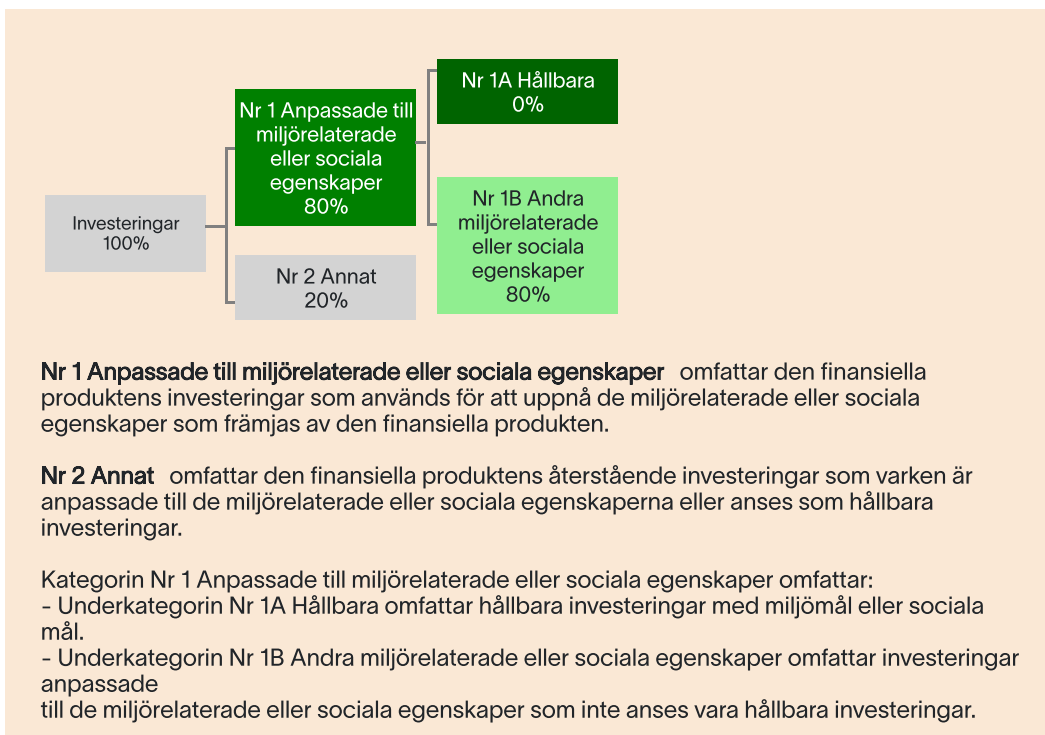 Nr 1A Hållbara
0%
Nr 1 Anpassade till
miljörelaterade
eller sociala
egenskaper
80%
Investeringar
100%
Nr 1B Andra
miljörelaterade
eller sociala
egenskaper
80%
Nr 2 Annat
20%
Nr 1 Anpassade till miljörelaterade eller sociala egenskaper omfattar den finansiella
produktens investeringar som används för att uppnå de miljörelaterade eller sociala
egenskaper som främjas av den finansiella produkten.
Nr 2 Annat omfattar den finansiella produktens återstående investeringar som varken är
anpassade till de miljörelaterade eller sociala egenskaperna eller anses som hållbara
investeringar.
Kategorin Nr 1 Anpassade till miljörelaterade eller sociala egenskaper omfattar:
- Underkategorin Nr 1A Hållbara omfattar hållbara investeringar med miljömål eller sociala
mål.
- Underkategorin Nr 1B Andra miljörelaterade eller sociala egenskaper omfattar investeringar
anpassade
till de miljörelaterade eller sociala egenskaper som inte anses vara hållbara investeringar.